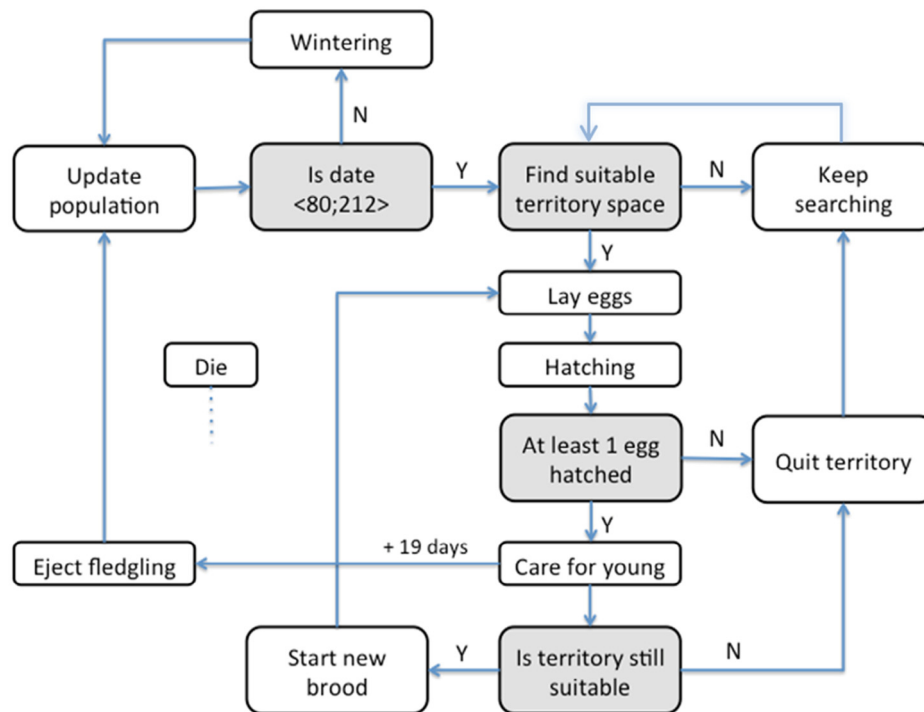 Wintering
N
Update
population
Is date
<80;212>
Y
Find suitable
territory space
N
Keep
searching
Y
Lay eggs
Die
Hatching
At least 1 egg
hatched
N
Quit territory
Y
+ 19 days
Eject fledgling
Care for young
Start new
brood
Y
Is territory still
suitable
N